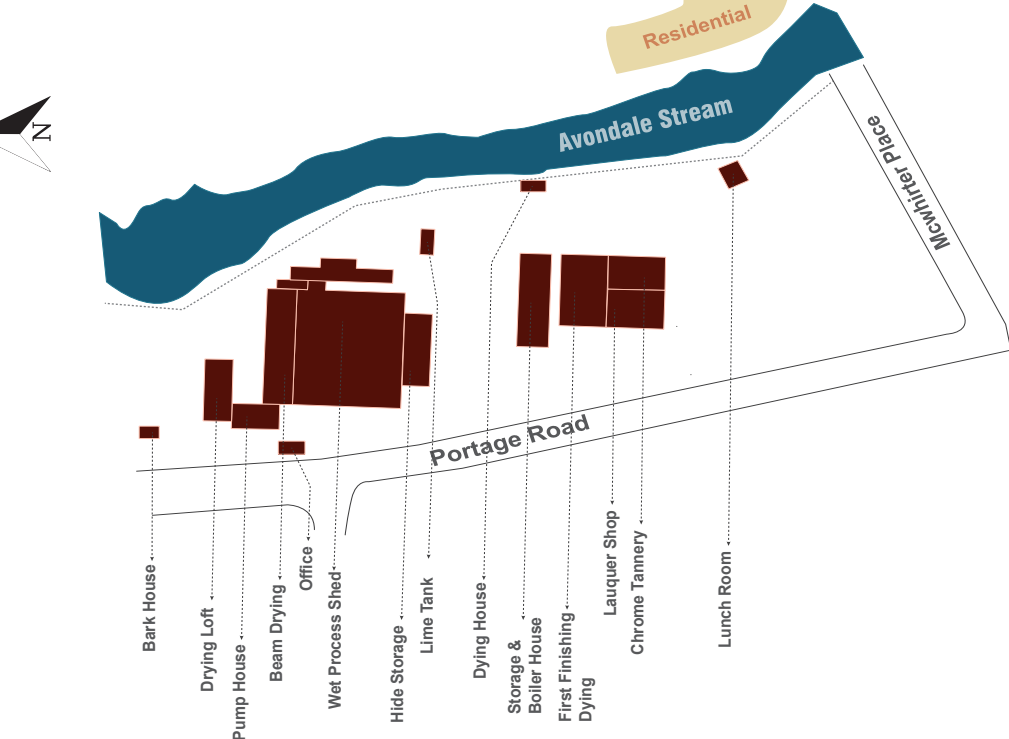 Residential
Avondale Stream
N
Mcwhirter Place
Portage Road
Bark House
Drying Loft
Pump House
Beam Drying
Office
Wet Process Shed
Hide Storage
Lime Tank
Dying House
Storage &
Boiler House
First Finishing
Dying
Lauquer Shop
Chrome Tannery
Lunch Room